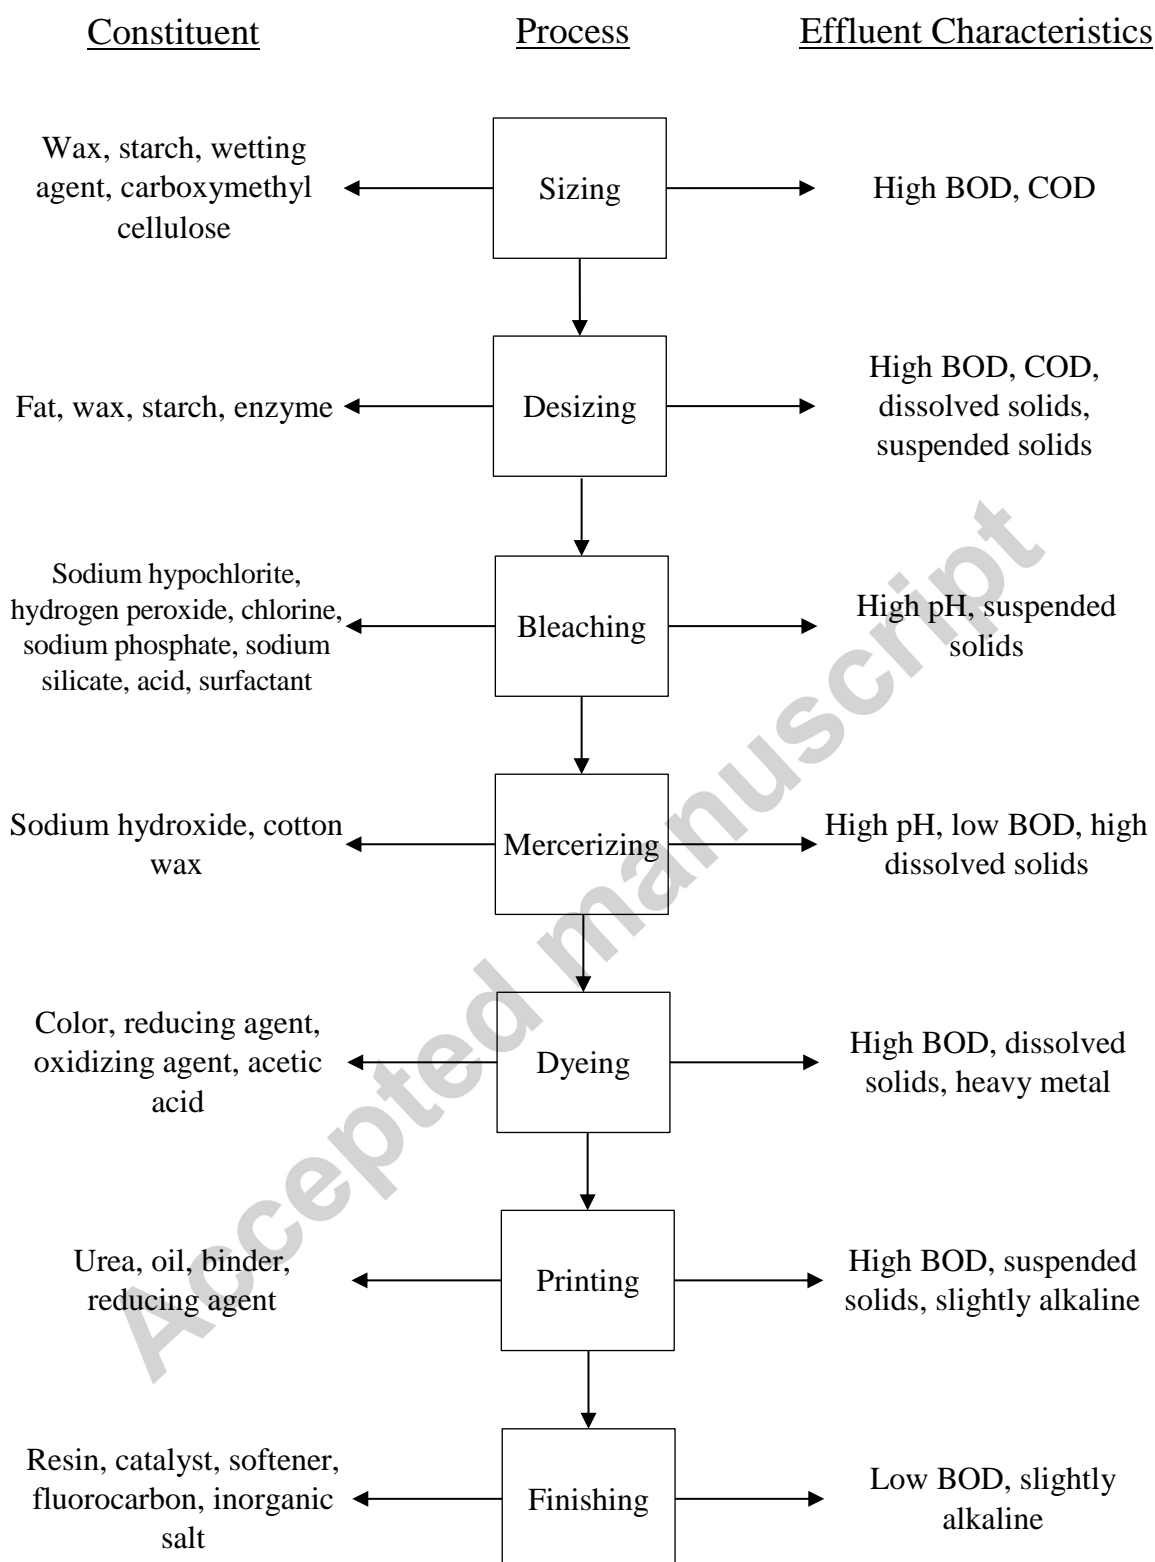 Constituent
Process
Effluent Characteristics
Wax, starch, wetting
agent, carboxymethyl
cellulose
Sizing
High BOD, COD
Fat, wax, starch, enzyme
Desizing
High BOD, COD,
dissolved solids,
suspended solids
Sodium hypochlorite,
hydrogen peroxide, chlorine,
sodium phosphate, sodium
silicate, acid, surfactant
Bleaching
High pH, suspended
solids
Sodium hydroxide, cotton
wax
Mercerizing
High pH, low BOD, high
dissolved solids
Color, reducing agent,
oxidizing agent, acetic
acid
Dyeing
High BOD, dissolved
solids, heavy metal
Urea, oil, binder,
reducing agent
Printing
High BOD, suspended
solids, slightly alkaline
Resin, catalyst, softener,
fluorocarbon, inorganic
salt
Finishing
Low BOD, slightly
alkaline
Accepted manuscript